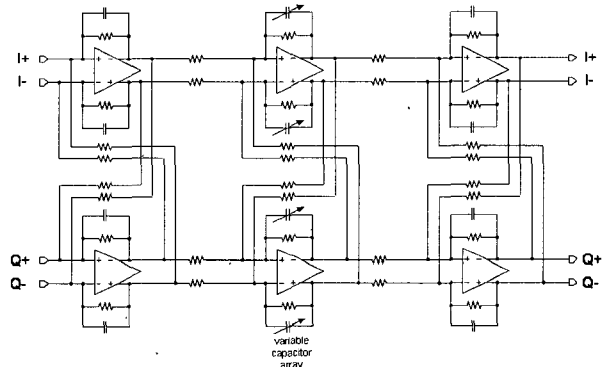 I+
I-
I+
I-
Q+
Q-
Q+
Q-
variable
capacitor
array